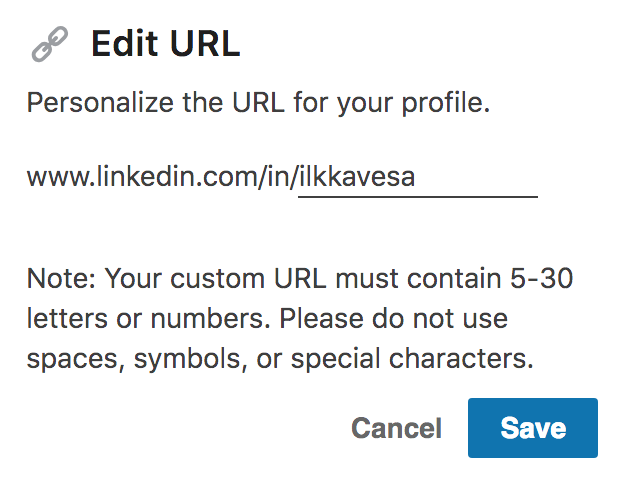 Edit URL
Personalize the URL for your profile.
www.linkedin.com/in/ilkkavesa
Note: Your custom URL must contain 5-30
letters or numbers. Please do not use
spaces, symbols, or special characters.
Cancel Save